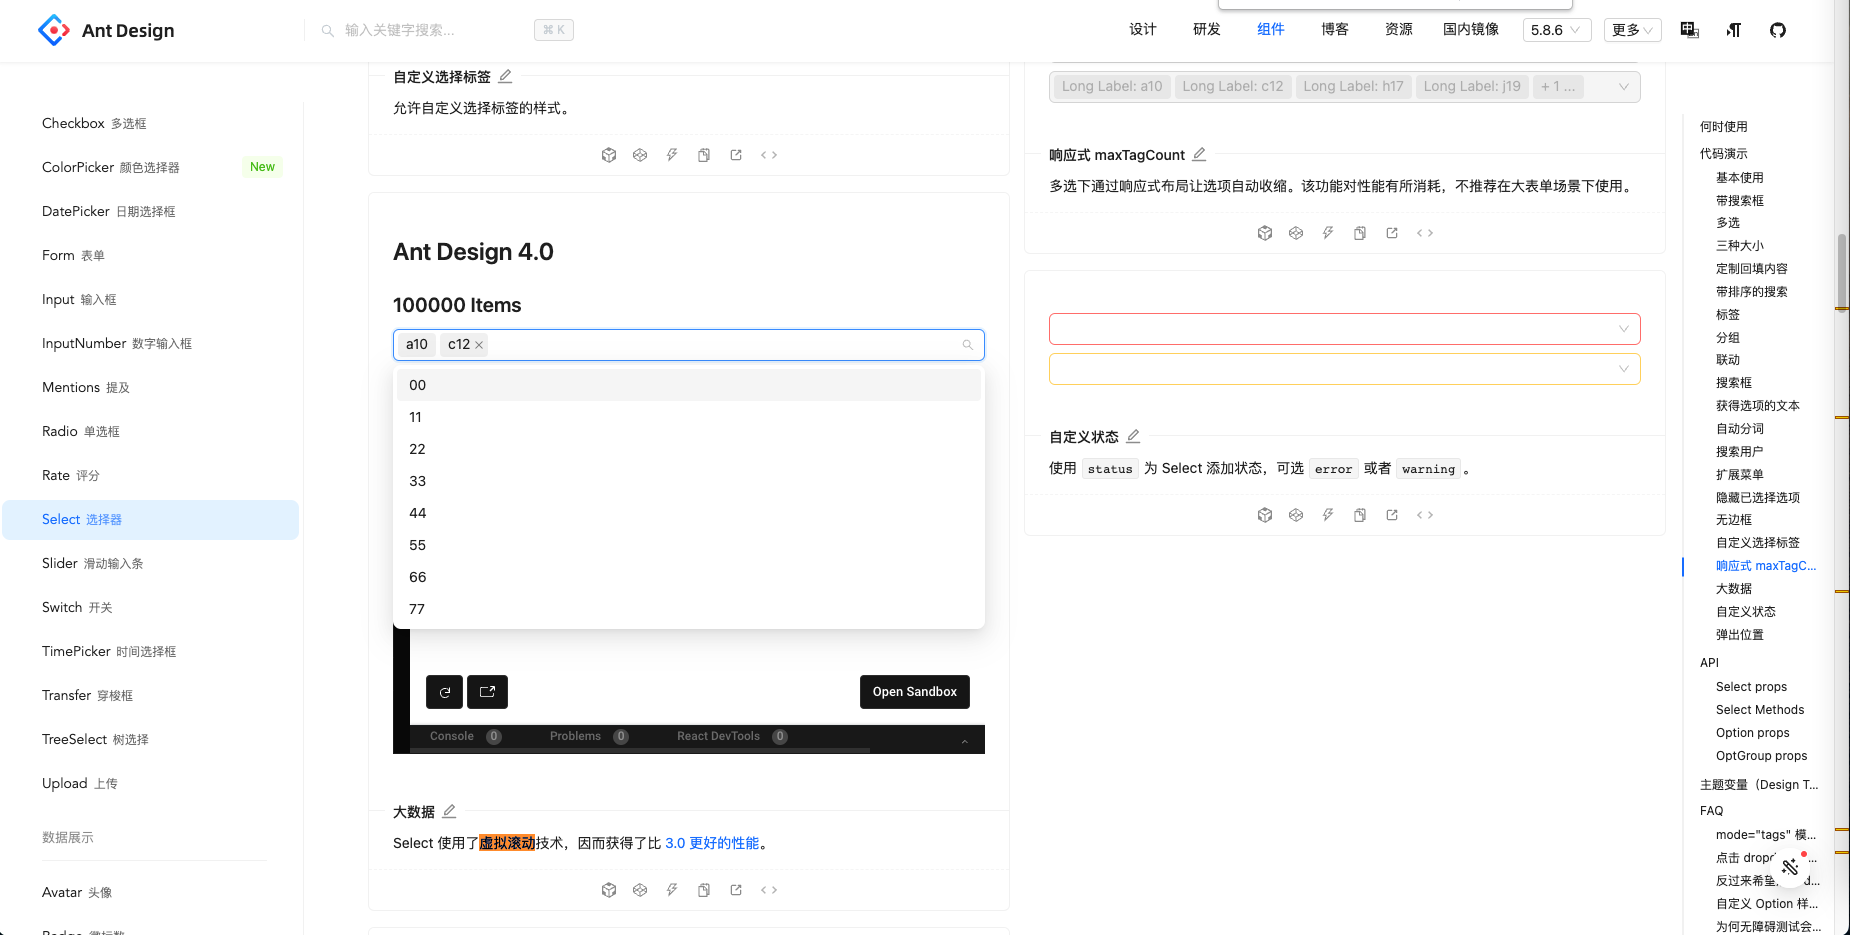 Ant Design
输入关键字搜索...
⌘ K
设计
研发
组件
博客
资源
国内镜像
5.8.6
更多
Checkbox 多选框
ColorPicker 颜色选择器
New
DatePicker 日期选择框
Form 表单
Input 输入框
InputNumber 数字输入框
Mentions 提及
Radio 单选框
Rate 评分
Select 选择器
Slider 滑动输入条
Switch 开关
TimePicker 时间选择框
Transfer 穿梭框
TreeSelect 树选择
Upload 上传
数据展示
Avatar 头像
自定义选择标签
允许自定义选择标签的样式。
Ant Design 4.0
100000 Items
a10
c12
00
11
22
33
44
55
66
77
Open Sandbox
Console 0
Problems 0
React DevTools 0
大数据
Select 使用了虚拟滚动技术，因而获得了比 3.0 更好的性能。
Long Label: a10
Long Label: c12
Long Label: h17
Long Label: j19
+ 1 ...
响应式 maxTagCount
多选下通过响应式布局让选项自动收缩。该功能对性能有所消耗，不推荐在大表单场景下使用。
自定义状态
使用 status 为 Select 添加状态，可选 error 或者 warning 。
何时使用
代码演示
基本使用
带搜索框
多选
三种大小
定制回填内容
带排序的搜索
标签
分组
联动
搜索框
获得选项的文本
自动分词
搜索用户
扩展菜单
隐藏已选择选项
无边框
自定义选择标签
响应式 maxTagC...
大数据
自定义状态
弹出位置
API
Select props
Select Methods
Option props
OptGroup props
主题变量（Design T...
FAQ
mode="tags" 模...
点击
反过来希望
自定义 Option 样...
为何无障碍测试会...